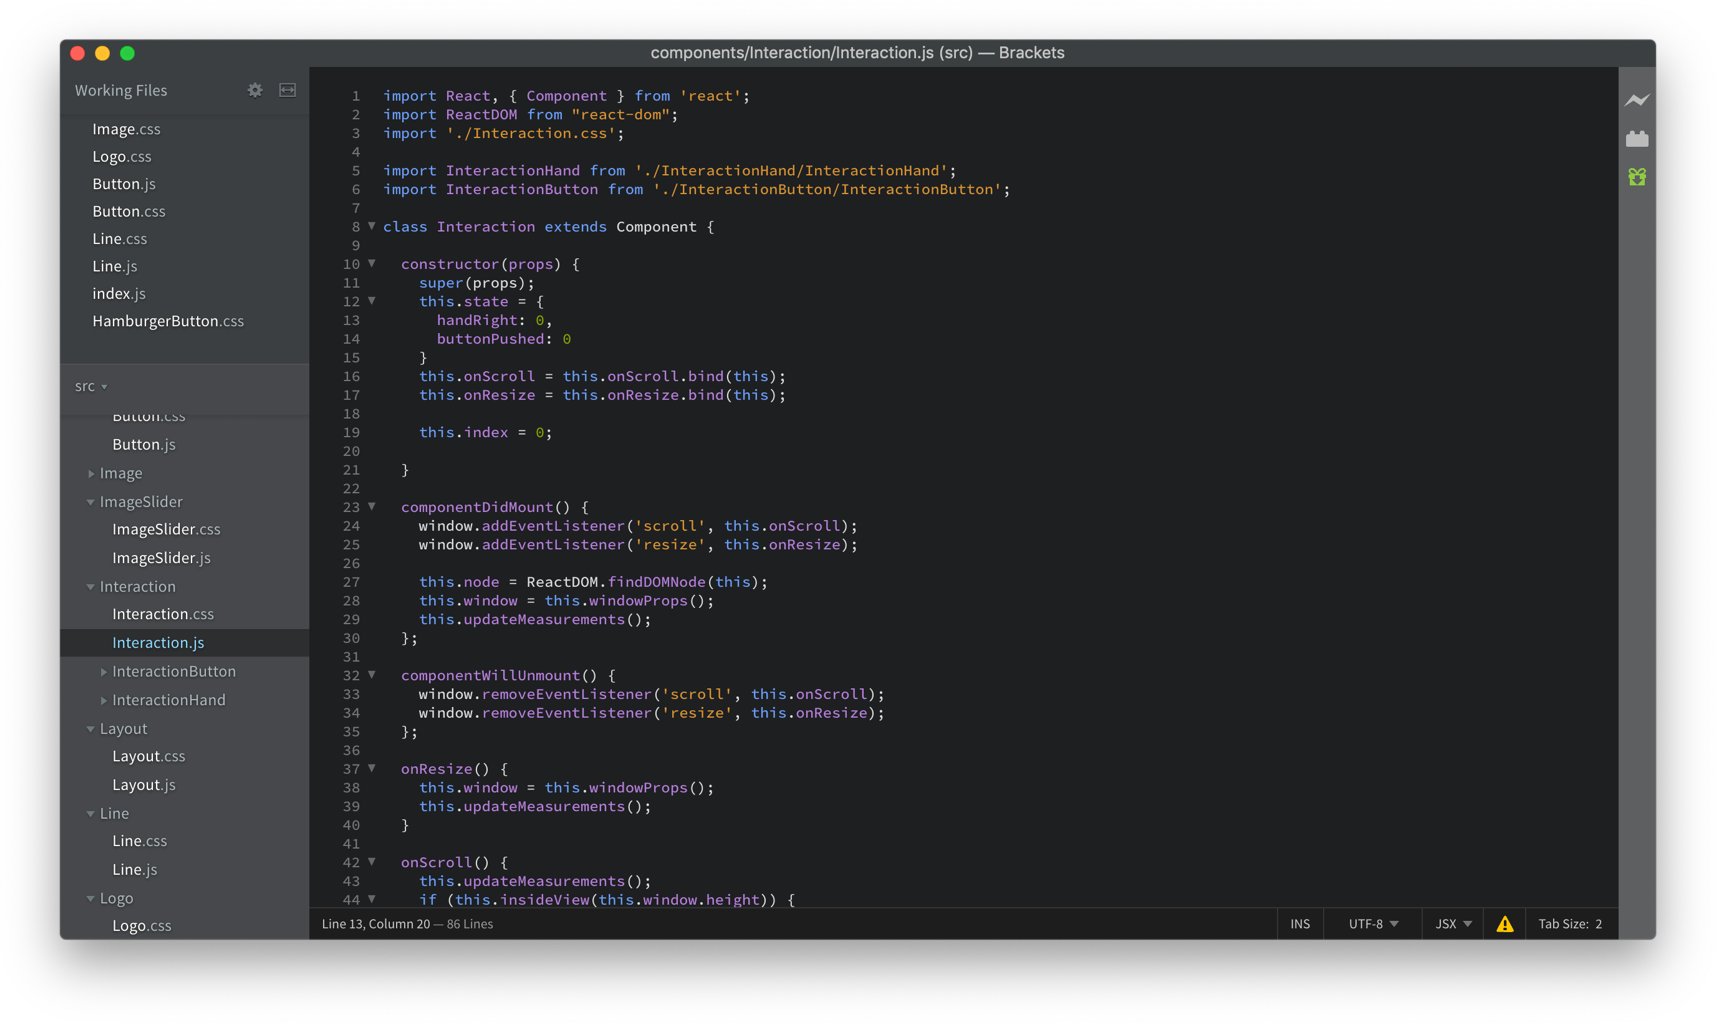 components/Interaction/Interaction.js (src) — Brackets
Working Files
Image.css
Logo.css
Button.js
Button.css
Line.css
Line.js
index.js
HamburgerButton.css
src
Button.css
Button.js
Image
ImageSlider
ImageSlider.css
ImageSlider.js
Interaction
Interaction.css
Interaction.js
InteractionButton
InteractionHand
Layout
Layout.css
Layout.js
Line
Line.css
Line.js
Logo
Logo.css
1 import React, { Component } from 'react';
2 import ReactDOM from "react-dom";
3 import './Interaction.css';
4
5 import InteractionHand from './InteractionHand/InteractionHand';
6 import InteractionButton from './InteractionButton/InteractionButton';
7
8 class Interaction extends Component {
9
10 constructor(props) {
11 super(props);
12 this.state = {
13 handRight: 0,
14 buttonPushed: 0
15 }
16 this.onScroll = this.onScroll.bind(this);
17 this.onResize = this.onResize.bind(this);
18
19 this.index = 0;
20
21 }
22
23 componentDidMount() {
24 window.addEventListener('scroll', this.onScroll);
25 window.addEventListener('resize', this.onResize);
26
27 this.node = ReactDOM.findDOMNode(this);
28 this.window = this.windowProps();
29 this.updateMeasurements();
30 };
31
32 componentWillUnmount() {
33 window.removeEventListener('scroll', this.onScroll);
34 window.removeEventListener('resize', this.onResize);
35 };
36
37 onResize() {
38 this.window = this.windowProps();
39 this.updateMeasurements();
40 }
41
42 onScroll() {
43 this.updateMeasurements();
44 if (this.insideView(this.window.height)) {
Line 13, Column 20 — 86 Lines
INS
UTF-8
JSX
Tab Size: 2